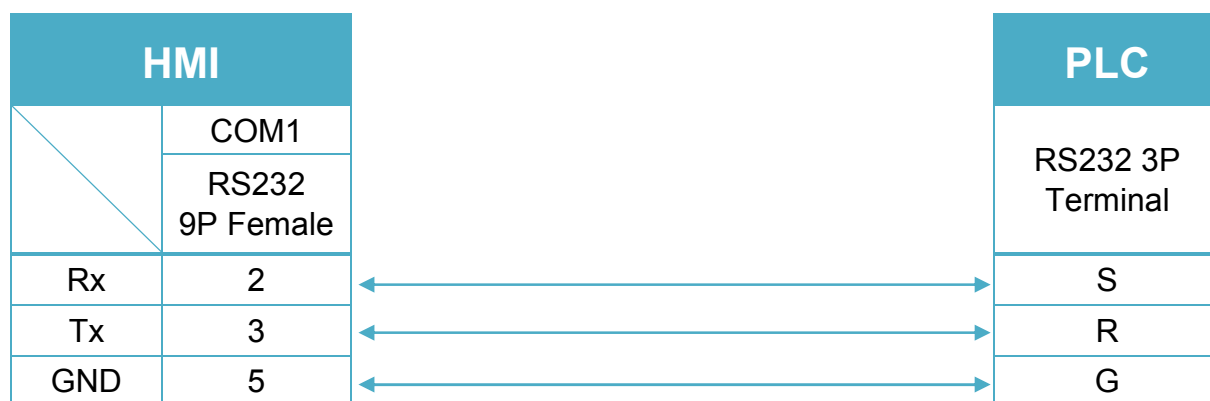 HMI
PLC
COM1
RS232
9P Female
RS232 3P
Terminal
Rx 2 S
Tx 3 R
GND 5 G